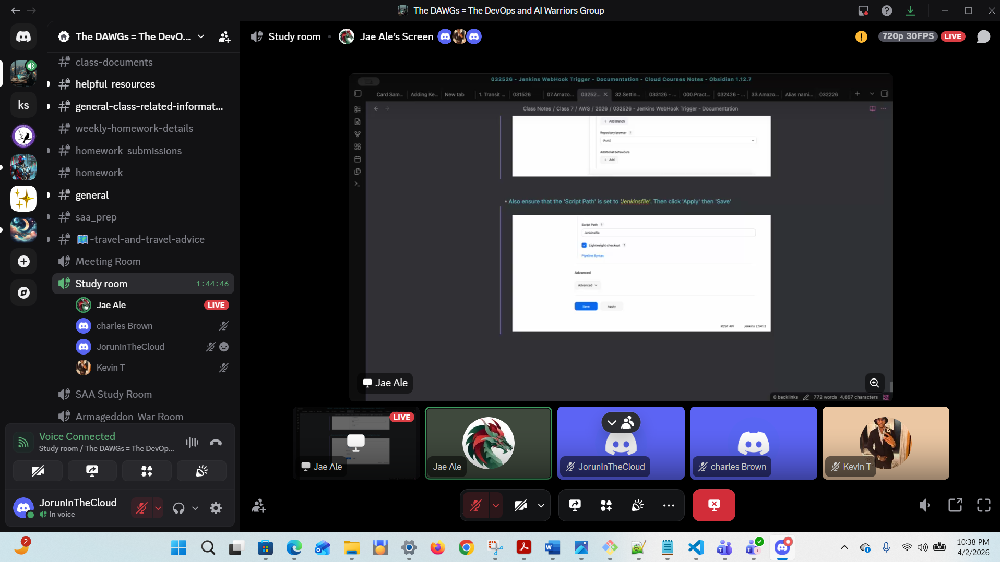 The DAWGs = The DevOps and AI Warriors Group
The DAWGs = The DevO...
class-documents
helpful-resources
general-class-related-informat...
weekly-homework-details
homework-submissions
homework
general
saa_prep
-travel-and-travel-advice
Meeting Room
Study room
1:44:46
Jae Ale
LIVE
charles Brown
JorunInTheCloud
Kevin T
SAA Study Room
Armageddon-War Room
ks
Voice Connected
Study room / The DAWGs = The DevOp...
JorunInTheCloud
In voice
Study room
Jae Ale's Screen
720p 30FPS
LIVE
032526 - Jenkins WebHook Trigger - Documentation - Cloud Courses Notes - Obsidian 1.12.7
Card Sam...
Adding Ke...
New tab
1. Transit ...
031526
07.Amazo...
03252...
32.Settin...
033126 - ...
000.Pract...
032426 - ...
33.Amazo...
Alias nami...
032226
Class Notes / Class 7 / AWS / 2026 / 032526 - Jenkins WebHook Trigger - Documentation
+ Add Branch
Repository browser ?
(Auto)
Additional Behaviours
+ Add
• Also ensure that the 'Script Path' is set to 'Jenkinsfile'. Then click 'Apply' then 'Save'
Script Path ?
Jenkinsfile
Lightweight checkout ?
Pipeline Syntax
Advanced
Advanced
Save
Apply
REST API
Jenkins 2.541.3
Jae Ale
0 backlinks
772 words
4,867 characters
LIVE
Jae Ale
Jae Ale
JorunInTheCloud
charles Brown
Kevin T
2
10:38 PM
4/2/2026